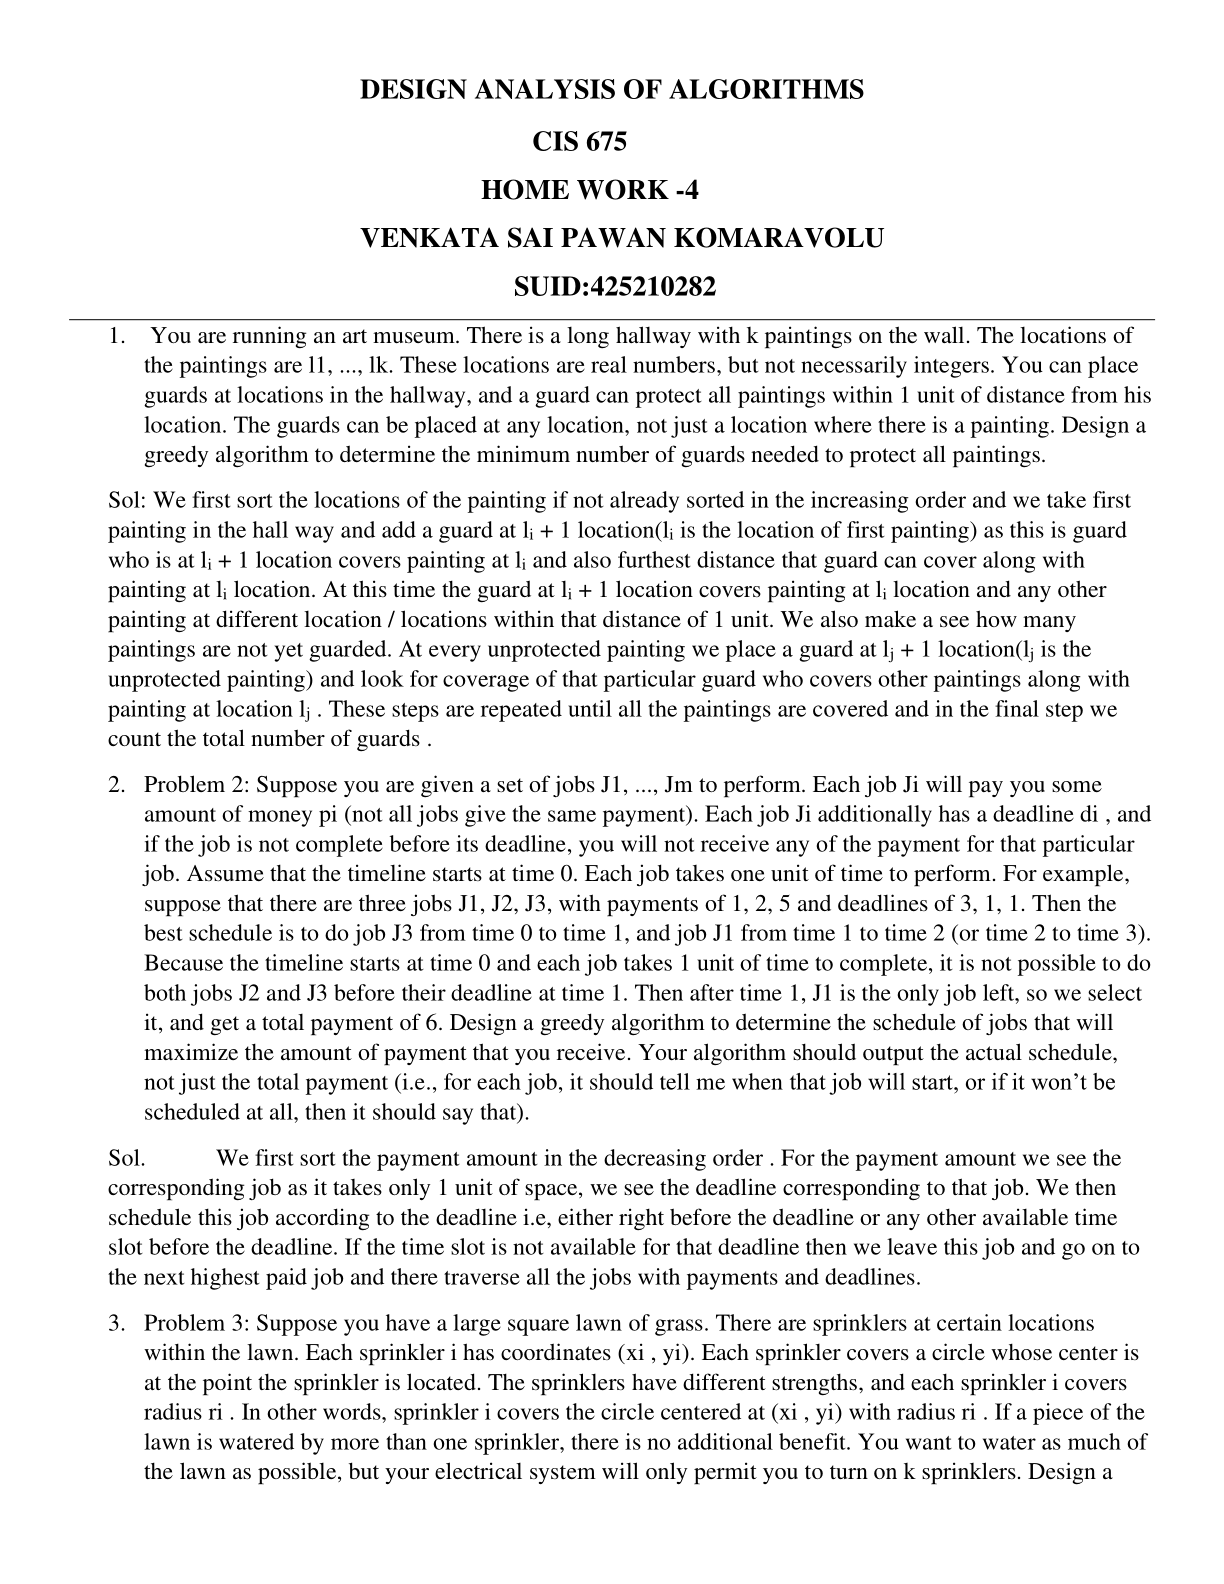 DESIGN ANALYSIS OF ALGORITHMS
CIS 675
HOME WORK -4
VENKATA SAI PAWAN KOMARAVOLU
SUID:425210282
1. You are running an art museum. There is a long hallway with k paintings on the wall. The locations of
the paintings are l1, ..., lk. These locations are real numbers, but not necessarily integers. You can place
guards at locations in the hallway, and a guard can protect all paintings within 1 unit of distance from his
location. The guards can be placed at any location, not just a location where there is a painting. Design a
greedy algorithm to determine the minimum number of guards needed to protect all paintings.
Sol: We first sort the locations of the painting if not already sorted in the increasing order and we take first
painting in the hall way and add a guard at li + 1 location(li is the location of first painting) as this is guard
who is at li + 1 location covers painting at li and also furthest distance that guard can cover along with
painting at li location. At this time the guard at li + 1 location covers painting at li location and any other
painting at different location / locations within that distance of 1 unit. We also make a see how many
paintings are not yet guarded. At every unprotected painting we place a guard at lj + 1 location(lj is the
unprotected painting) and look for coverage of that particular guard who covers other paintings along with
painting at location lj . These steps are repeated until all the paintings are covered and in the final step we
count the total number of guards .
2. Problem 2: Suppose you are given a set of jobs J1, ..., Jm to perform. Each job Ji will pay you some
amount of money pi (not all jobs give the same payment). Each job Ji additionally has a deadline di , and
if the job is not complete before its deadline, you will not receive any of the payment for that particular
job. Assume that the timeline starts at time 0. Each job takes one unit of time to perform. For example,
suppose that there are three jobs J1, J2, J3, with payments of 1, 2, 5 and deadlines of 3, 1, 1. Then the
best schedule is to do job J3 from time 0 to time 1, and job J1 from time 1 to time 2 (or time 2 to time 3).
Because the timeline starts at time 0 and each job takes 1 unit of time to complete, it is not possible to do
both jobs J2 and J3 before their deadline at time 1. Then after time 1, J1 is the only job left, so we select
it, and get a total payment of 6. Design a greedy algorithm to determine the schedule of jobs that will
maximize the amount of payment that you receive. Your algorithm should output the actual schedule,
not just the total payment (i.e., for each job, it should tell me when that job will start, or if it won’t be
scheduled at all, then it should say that).
Sol. We first sort the payment amount in the decreasing order . For the payment amount we see the
corresponding job as it takes only 1 unit of space, we see the deadline corresponding to that job. We then
schedule this job according to the deadline i.e, either right before the deadline or any other available time
slot before the deadline. If the time slot is not available for that deadline then we leave this job and go on to
the next highest paid job and there traverse all the jobs with payments and deadlines.
3. Problem 3: Suppose you have a large square lawn of grass. There are sprinklers at certain locations
within the lawn. Each sprinkler i has coordinates (xi , yi). Each sprinkler covers a circle whose center is
at the point the sprinkler is located. The sprinklers have different strengths, and each sprinkler i covers
radius ri . In other words, sprinkler i covers the circle centered at (xi , yi) with radius ri . If a piece of the
lawn is watered by more than one sprinkler, there is no additional benefit. You want to water as much of
the lawn as possible, but your electrical system will only permit you to turn on k sprinklers. Design a